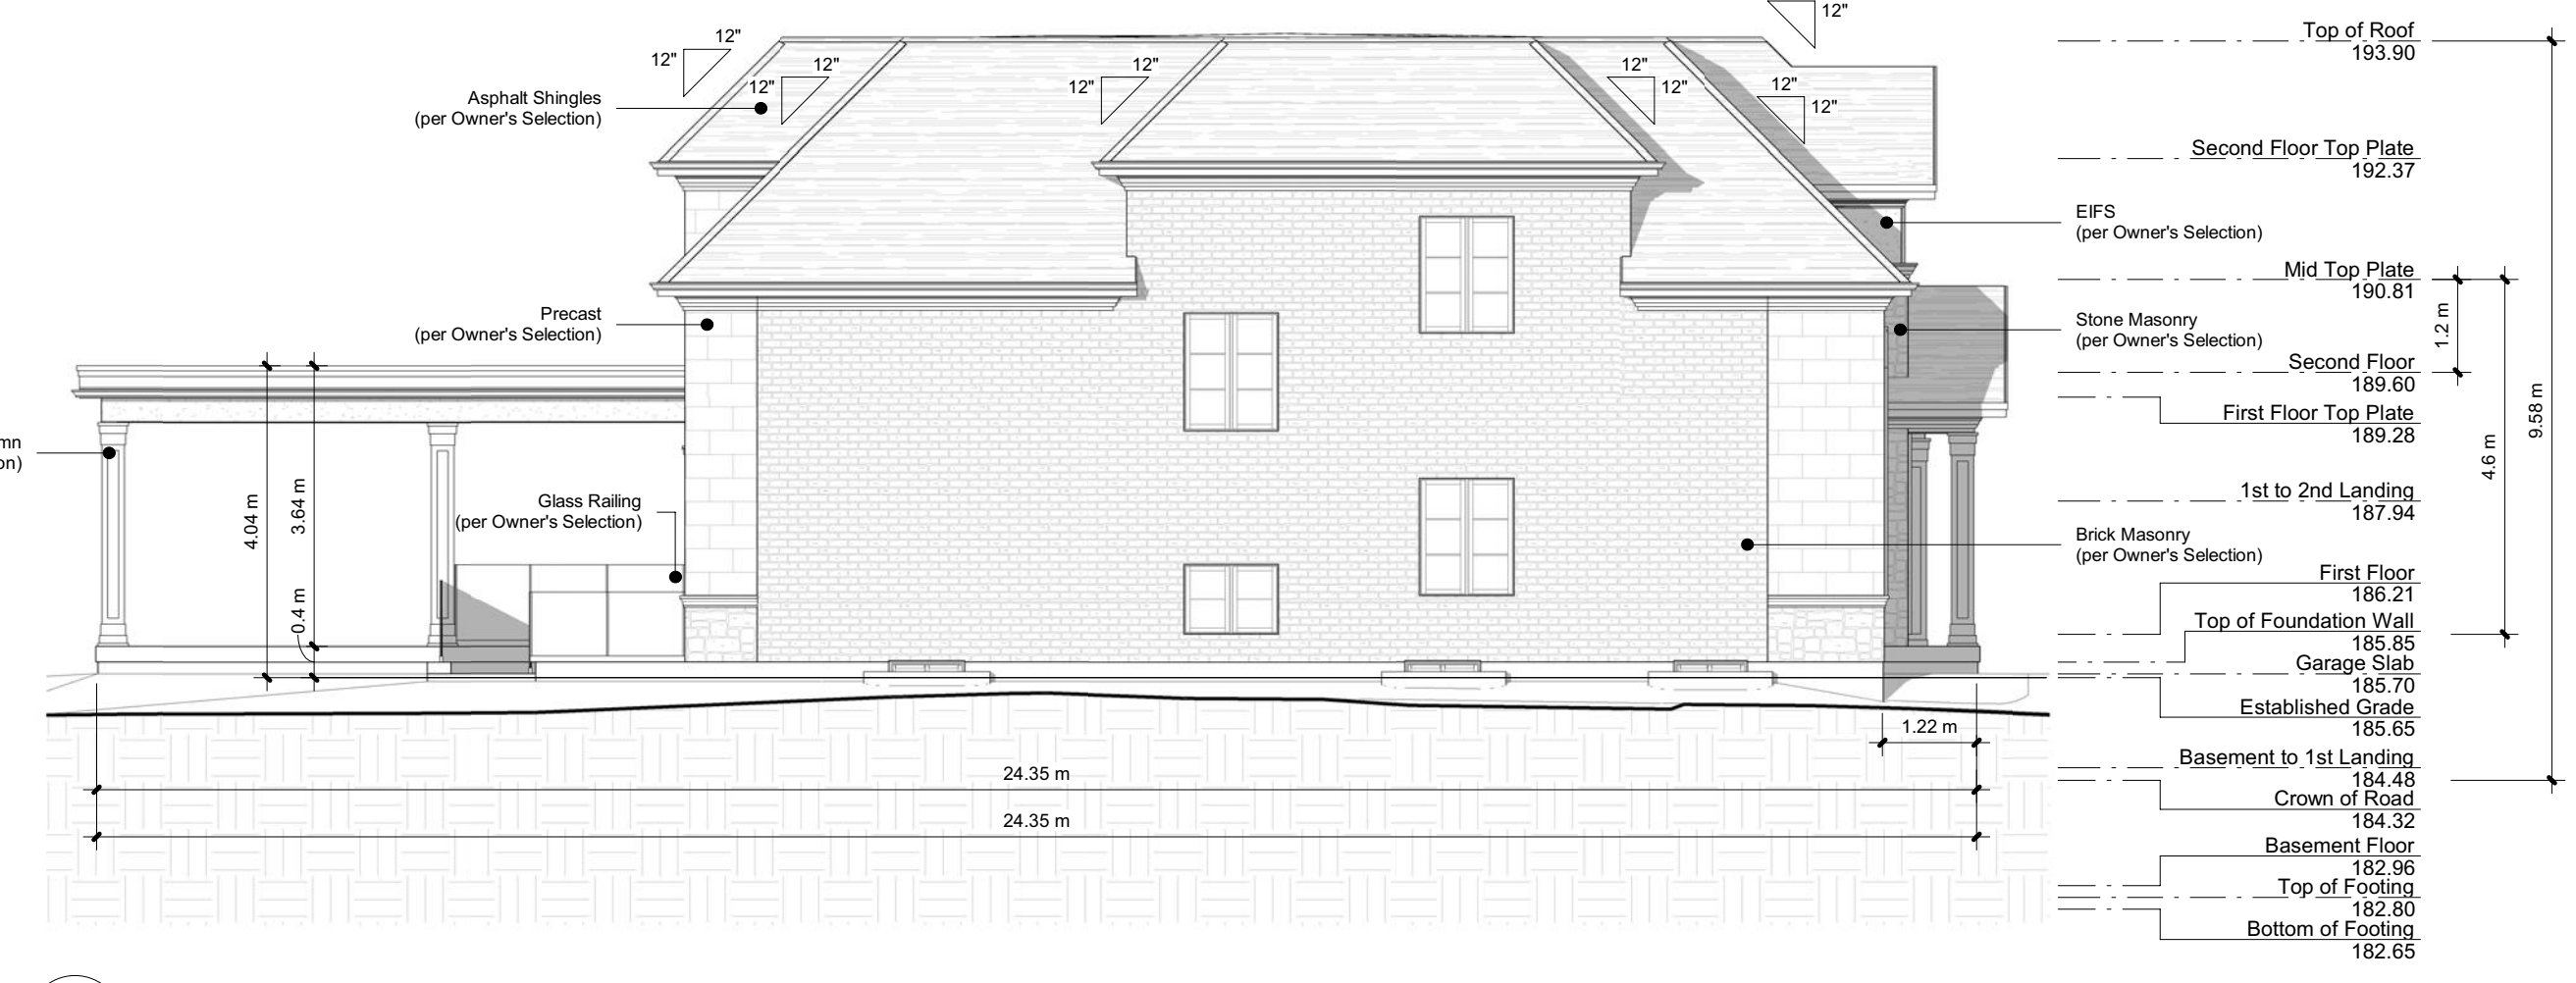 12"
12"
12"
12"
12"
12"
12"
12"
12"
12"
12"
12"
Asphalt Shingles
(per Owner's Selection)
Precast
(per Owner's Selection)
mn
on)
Glass Railing
(per Owner's Selection)
4.04 m
3.64 m
0.4 m
EIFS
(per Owner's Selection)
Stone Masonry
(per Owner's Selection)
Brick Masonry
(per Owner's Selection)
Top of Roof
193.90
Second Floor Top Plate
192.37
Mid Top Plate
190.81
Second Floor
189.60
First Floor Top Plate
189.28
1st to 2nd Landing
187.94
First Floor
186.21
Top of Foundation Wall
185.85
Garage Slab
185.70
Established Grade
185.65
Basement to 1st Landing
184.48
Crown of Road
184.32
Basement Floor
182.96
Top of Footing
182.80
Bottom of Footing
182.65
1.2 m
4.6 m
9.58 m
1.22 m
24.35 m
24.35 m